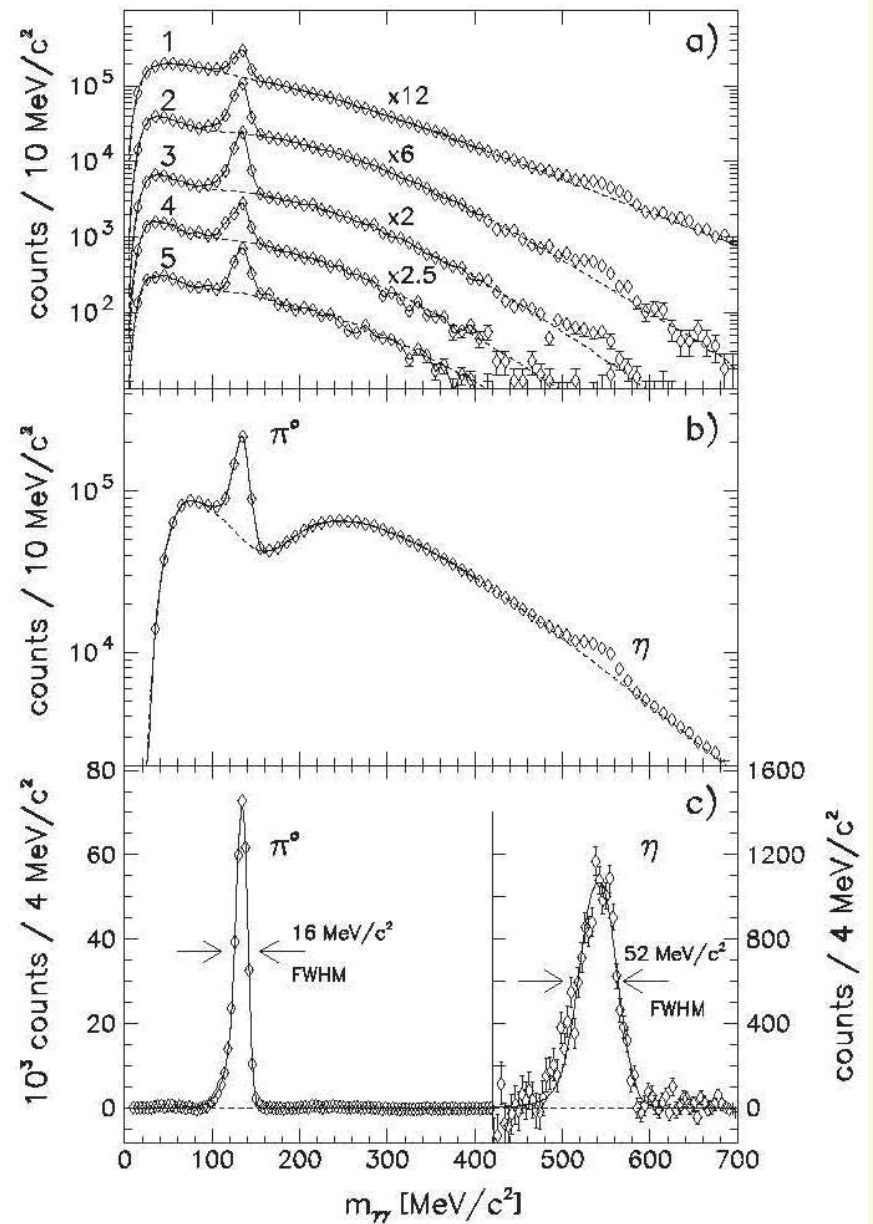 a)
counts / 10 MeV/c²
10⁵
10⁴
10³
10²
1
2
3
4
5
x12
x6
x2
x2.5
b)
counts / 10 MeV/c²
10⁵
10⁴
π⁰
η
c)
10³ counts / 4 MeV/c²
80
60
40
20
0
π⁰
16 MeV/c²
FWHM
η
52 MeV/c²
FWHM
1600
1200
800
400
0
counts / 4 MeV/c²
0 100 200 300 400 500 600 700
m_γγ [MeV/c²]